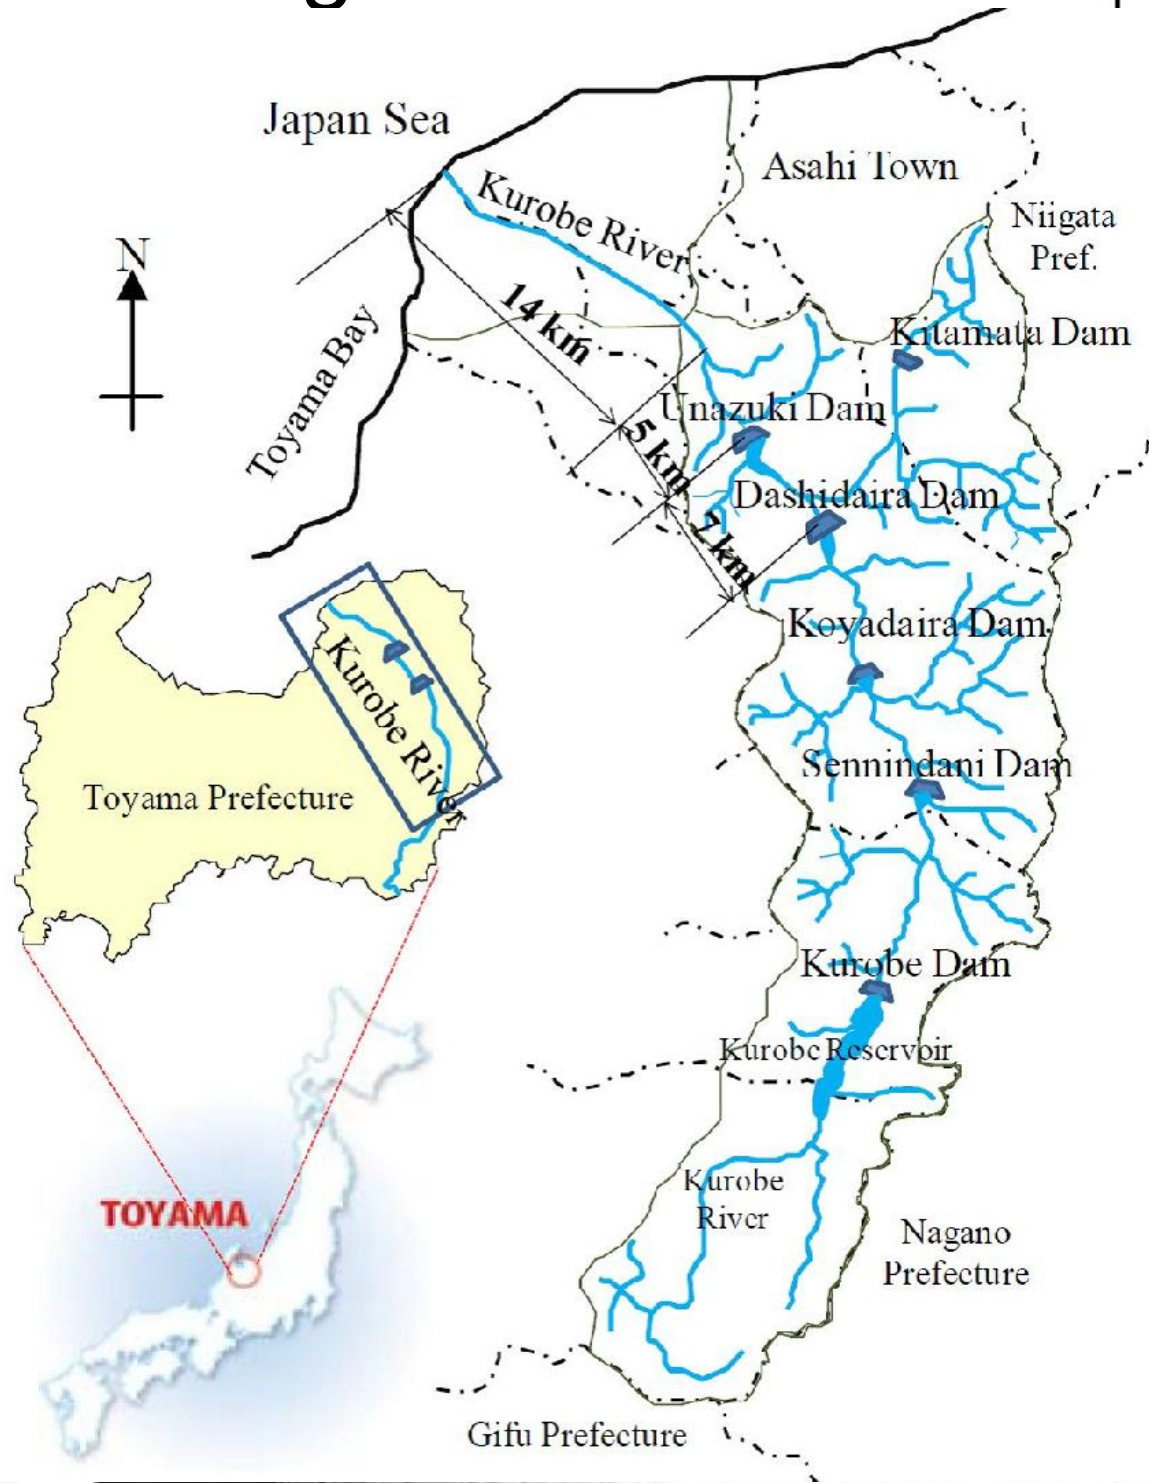 Japan Sea
Kurobe River
Asahi Town
Niigata
Pref.
N
14 km
Toyama Bay
Kitamata Dam
Unazuki Dam
5 km
Dashidaira Dam
7 km
Koyadaira Dam
Kurobe River
Sennindani Dam
Toyama Prefecture
Kurobe Dam
Kurobe Reservoir
Kurobe
River
TOYAMA
Nagano
Prefecture
Gifu Prefecture